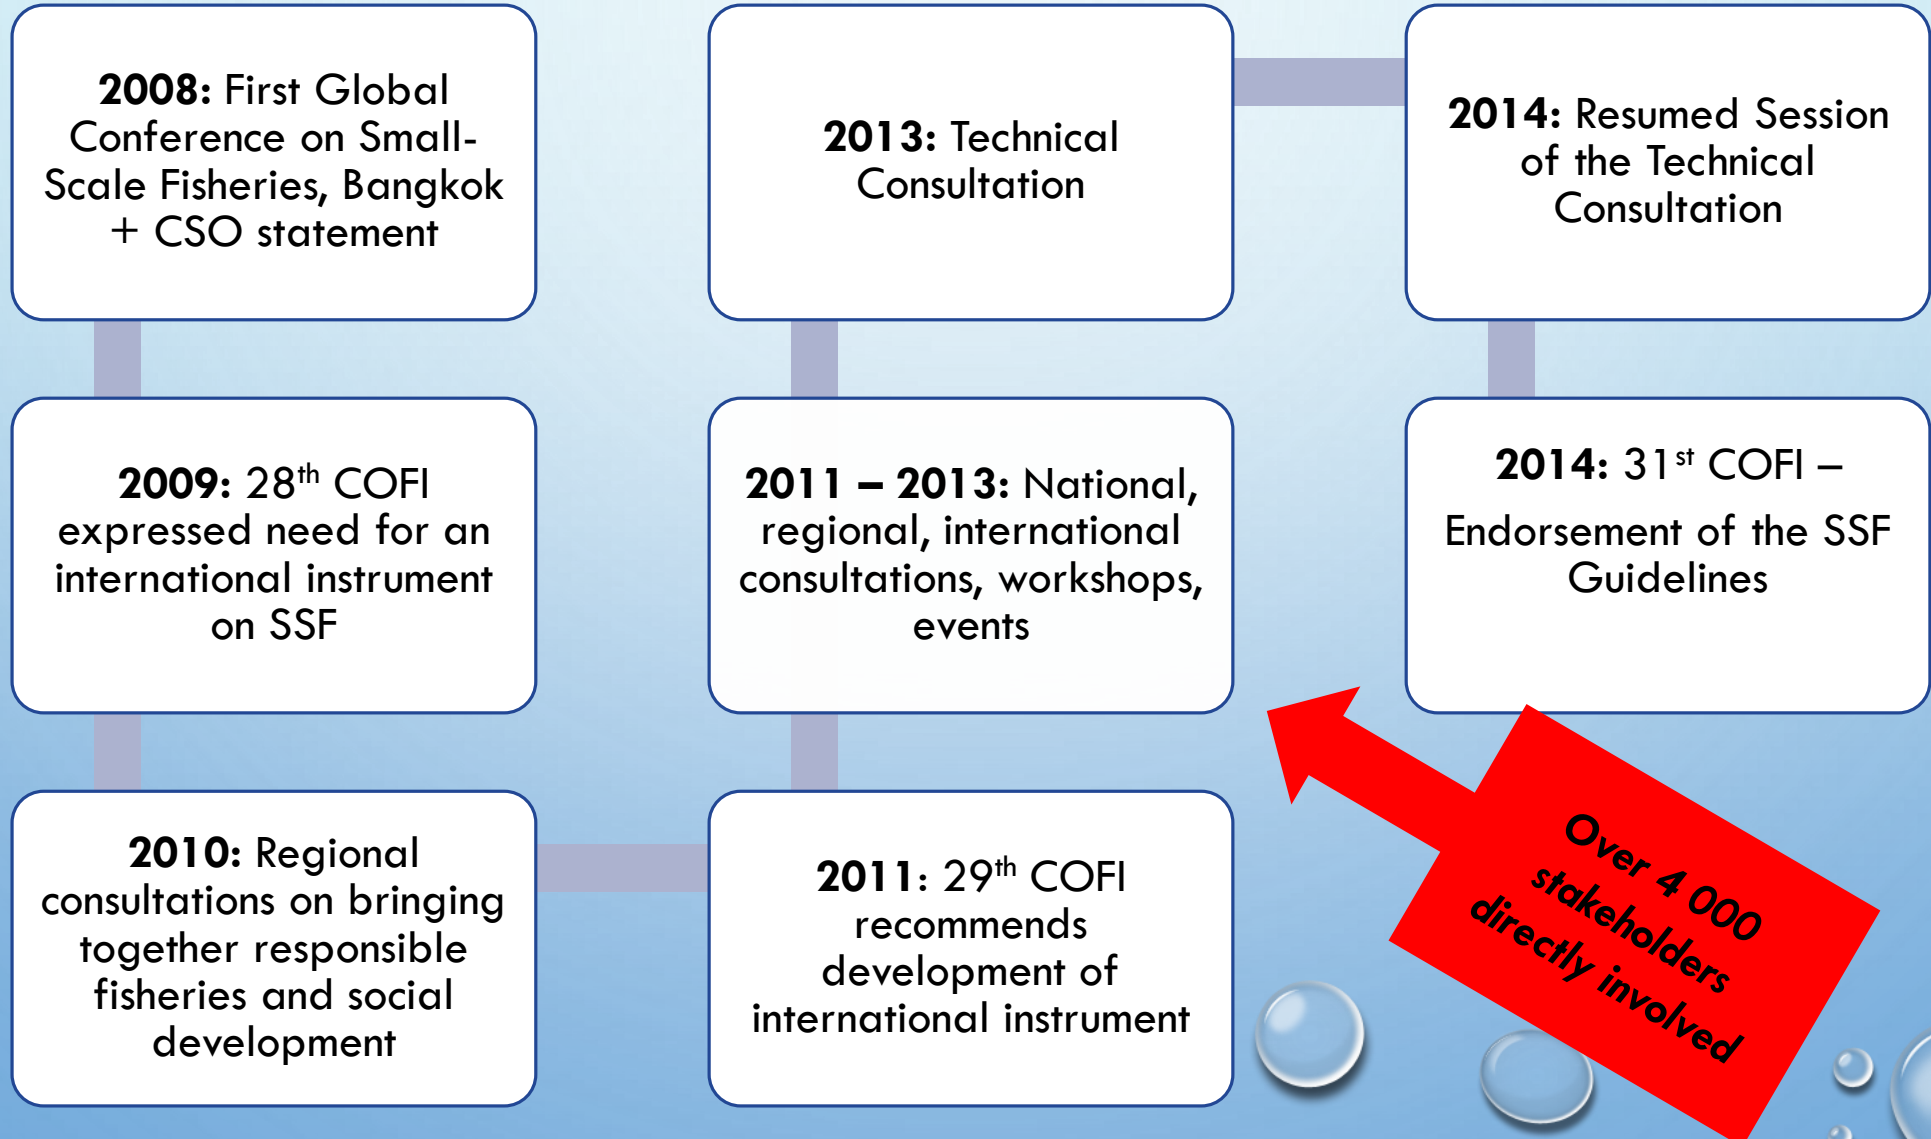 2008: First Global
Conference on Small-
Scale Fisheries, Bangkok
+ CSO statement
2009: 28th COFI
expressed need for an
international instrument
on SSF
2010: Regional
consultations on bringing
together responsible
fisheries and social
development
2011: 29th COFI
recommends
development of
international instrument
2011 – 2013: National,
regional, international
consultations, workshops,
events
2013: Technical
Consultation
2014: Resumed Session
of the Technical
Consultation
2014: 31st COFI –
Endorsement of the SSF
Guidelines
Over 4 000
stakeholders
directly involved